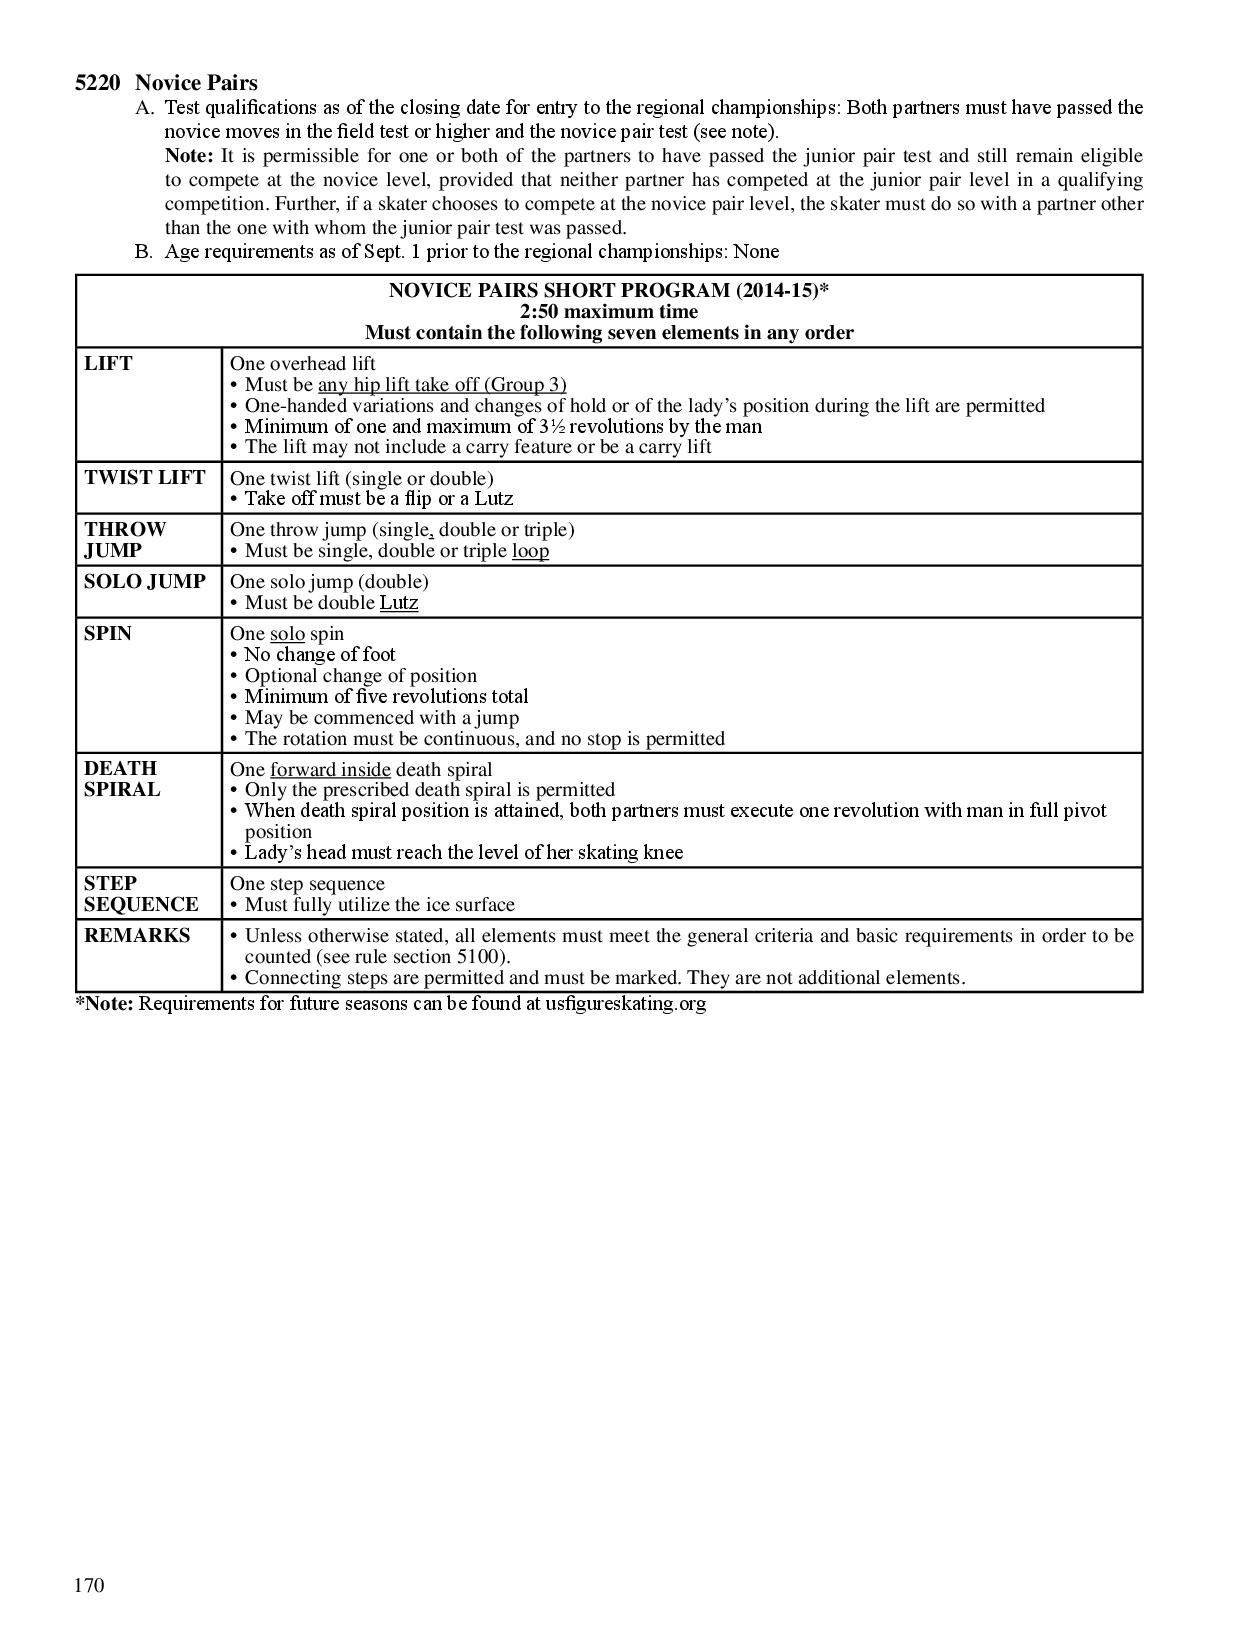 5220 Novice Pairs
A. Test qualifications as of the closing date for entry to the regional championships: Both partners must have passed the
novice moves in the field test or higher and the novice pair test (see note).
Note: It is permissible for one or both of the partners to have passed the junior pair test and still remain eligible
to compete at the novice level, provided that neither partner has competed at the junior pair level in a qualifying
competition. Further, if a skater chooses to compete at the novice pair level, the skater must do so with a partner other
than the one with whom the junior pair test was passed.
B. Age requirements as of Sept. 1 prior to the regional championships: None
NOVICE PAIRS SHORT PROGRAM (2014-15)*
2:50 maximum time
Must contain the following seven elements in any order
LIFT
One overhead lift
• Must be any hip lift take off (Group 3)
• One-handed variations and changes of hold or of the lady's position during the lift are permitted
• Minimum of one and maximum of 3½ revolutions by the man
• The lift may not include a carry feature or be a carry lift
TWIST LIFT
One twist lift (single or double)
• Take off must be a flip or a Lutz
THROW
JUMP
One throw jump (single, double or triple)
• Must be single, double or triple loop
SOLO JUMP
One solo jump (double)
• Must be double Lutz
SPIN
One solo spin
• No change of foot
• Optional change of position
• Minimum of five revolutions total
• May be commenced with a jump
• The rotation must be continuous, and no stop is permitted
DEATH
SPIRAL
One forward inside death spiral
• Only the prescribed death spiral is permitted
• When death spiral position is attained, both partners must execute one revolution with man in full pivot
position
• Lady's head must reach the level of her skating knee
STEP
SEQUENCE
One step sequence
• Must fully utilize the ice surface
REMARKS
• Unless otherwise stated, all elements must meet the general criteria and basic requirements in order to be
counted (see rule section 5100).
• Connecting steps are permitted and must be marked. They are not additional elements.
*Note: Requirements for future seasons can be found at usfigureskating.org
170